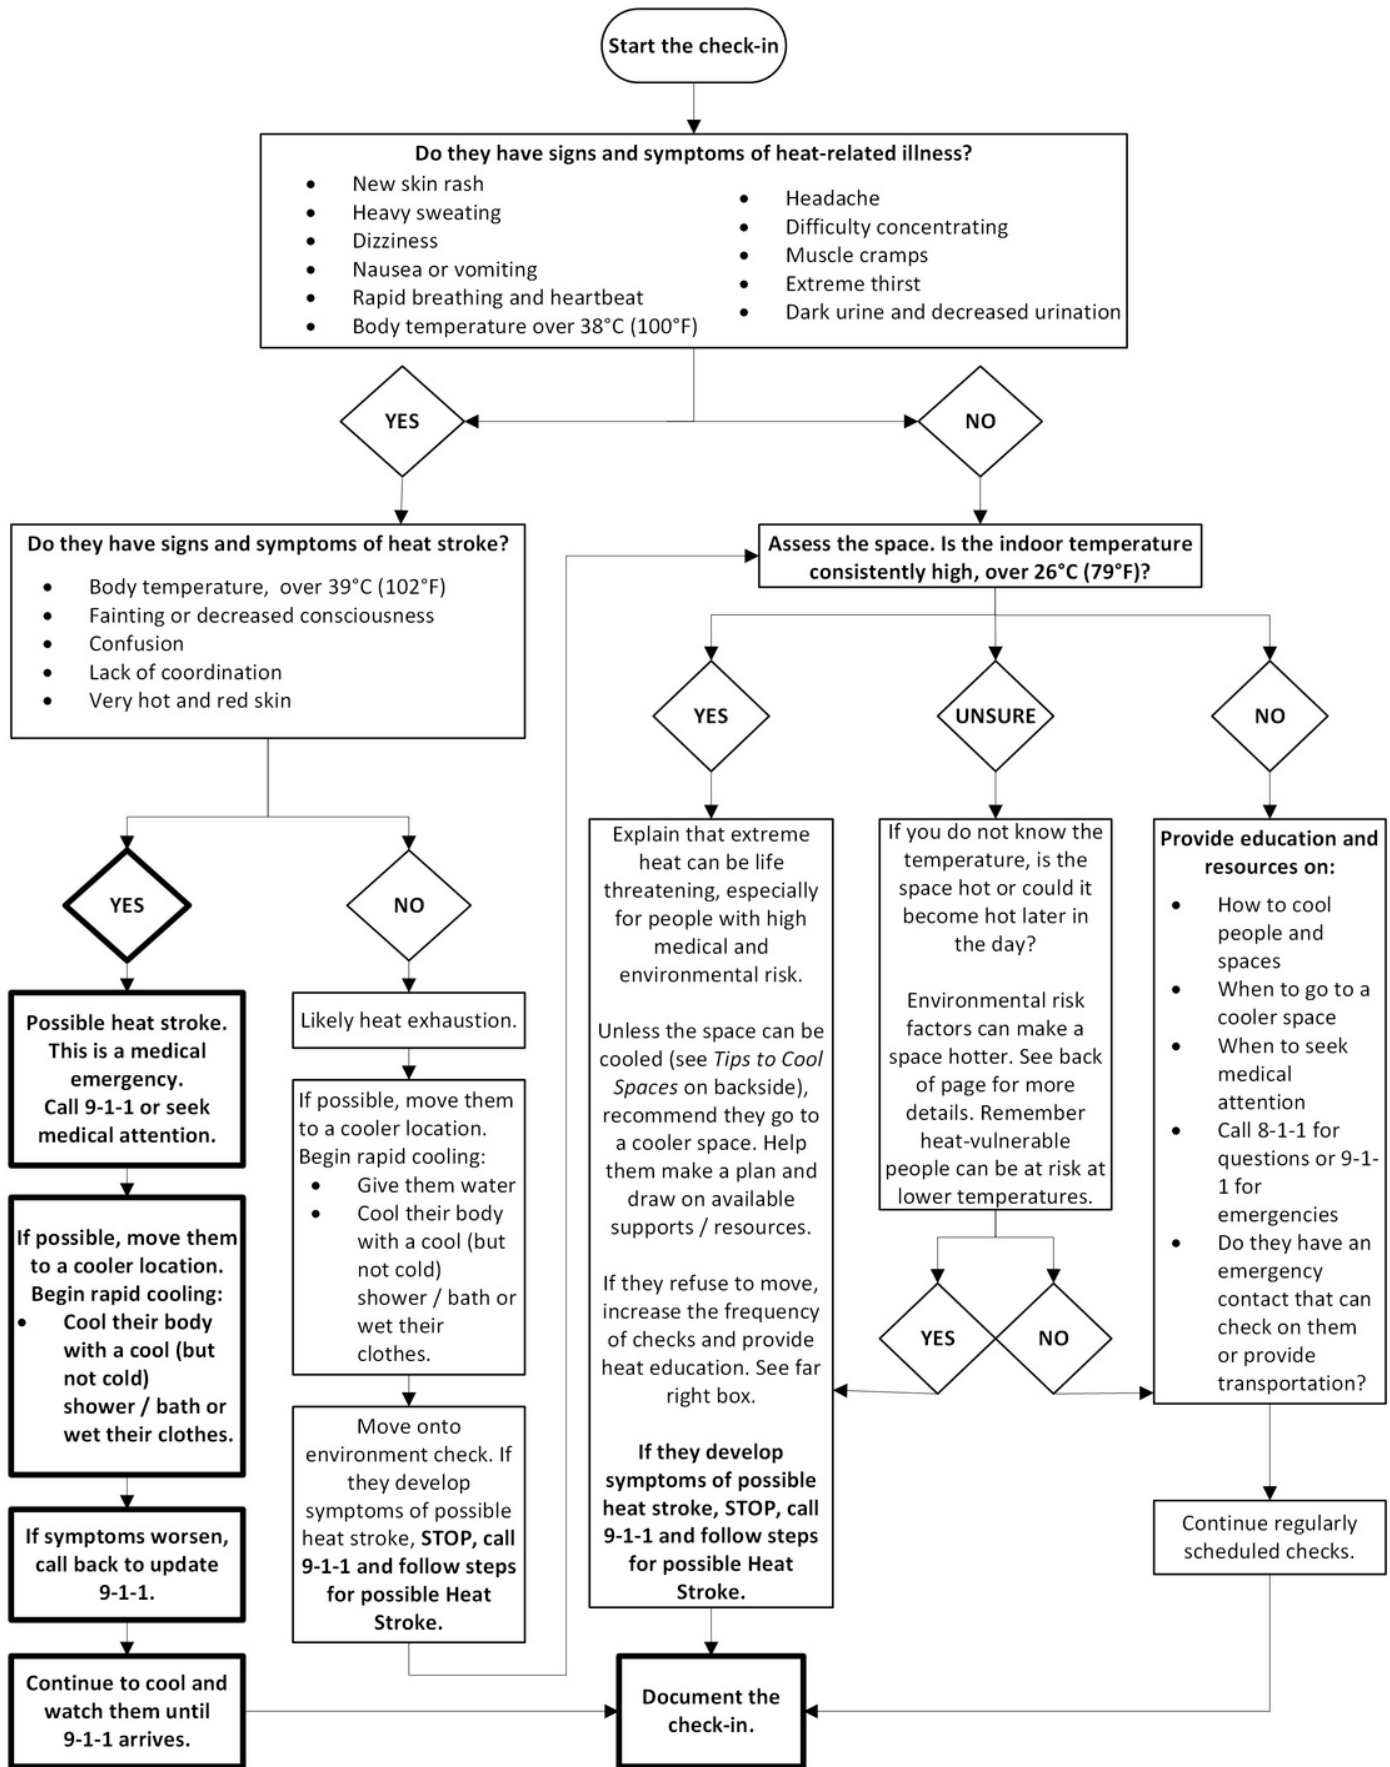 Start the check-in
Do they have signs and symptoms of heat-related illness?
• New skin rash
• Heavy sweating
• Dizziness
• Nausea or vomiting
• Rapid breathing and heartbeat
• Body temperature over 38°C (100°F)
• Headache
• Difficulty concentrating
• Muscle cramps
• Extreme thirst
• Dark urine and decreased urination
YES
NO
Do they have signs and symptoms of heat stroke?
• Body temperature, over 39°C (102°F)
• Fainting or decreased consciousness
• Confusion
• Lack of coordination
• Very hot and red skin
Assess the space. Is the indoor temperature
consistently high, over 26°C (79°F)?
YES
UNSURE
NO
YES
NO
Possible heat stroke.
This is a medical
emergency.
Call 9-1-1 or seek
medical attention.
If possible, move them
to a cooler location.
Begin rapid cooling:
• Cool their body
with a cool (but
not cold)
shower / bath or
wet their clothes.
If symptoms worsen,
call back to update
9-1-1.
Continue to cool and
watch them until
9-1-1 arrives.
Likely heat exhaustion.
If possible, move them
to a cooler location.
Begin rapid cooling:
• Give them water
• Cool their body
with a cool (but
not cold)
shower / bath or
wet their
clothes.
Move onto
environment check. If
they develop
symptoms of possible
heat stroke, STOP, call
9-1-1 and follow steps
for possible Heat
Stroke.
Explain that extreme
heat can be life
threatening, especially
for people with high
medical and
environmental risk.
Unless the space can be
cooled (see Tips to Cool
Spaces on backside),
recommend they go to
a cooler space. Help
them make a plan and
draw on available
supports / resources.
If they refuse to move,
increase the frequency
of checks and provide
heat education. See far
right box.
If they develop
symptoms of possible
heat stroke, STOP, call
9-1-1 and follow steps
for possible Heat
Stroke.
If you do not know the
temperature, is the
space hot or could it
become hot later in
the day?
Environmental risk
factors can make a
space hotter. See back
of page for more
details. Remember
heat-vulnerable
people can be at risk at
lower temperatures.
YES
NO
Provide education and
resources on:
• How to cool
people and
spaces
• When to go to a
cooler space
• When to seek
medical
attention
• Call 8-1-1 for
questions or 9-1-
1 for
emergencies
• Do they have an
emergency
contact that can
check on them
or provide
transportation?
Continue regularly
scheduled checks.
Document the
check-in.